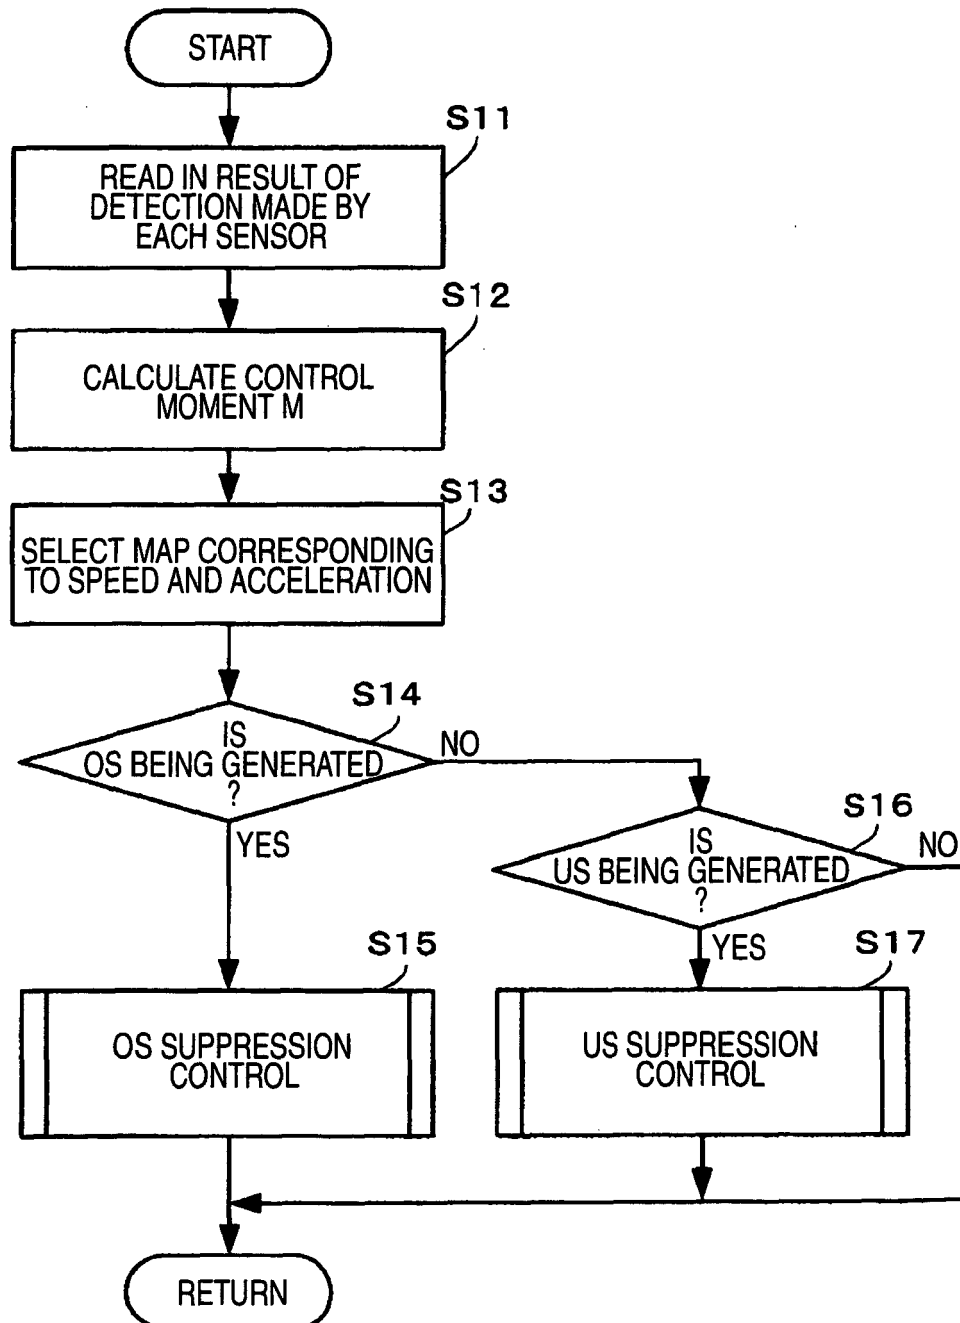 START
S11
READ IN RESULT OF
DETECTION MADE BY
EACH SENSOR
S12
CALCULATE CONTROL
MOMENT M
S13
SELECT MAP CORRESPONDING
TO SPEED AND ACCELERATION
S14
IS
OS BEING GENERATED
?
NO
YES
S16
IS
US BEING GENERATED
?
NO
YES
S15
OS SUPPRESSION
CONTROL
S17
US SUPPRESSION
CONTROL
RETURN